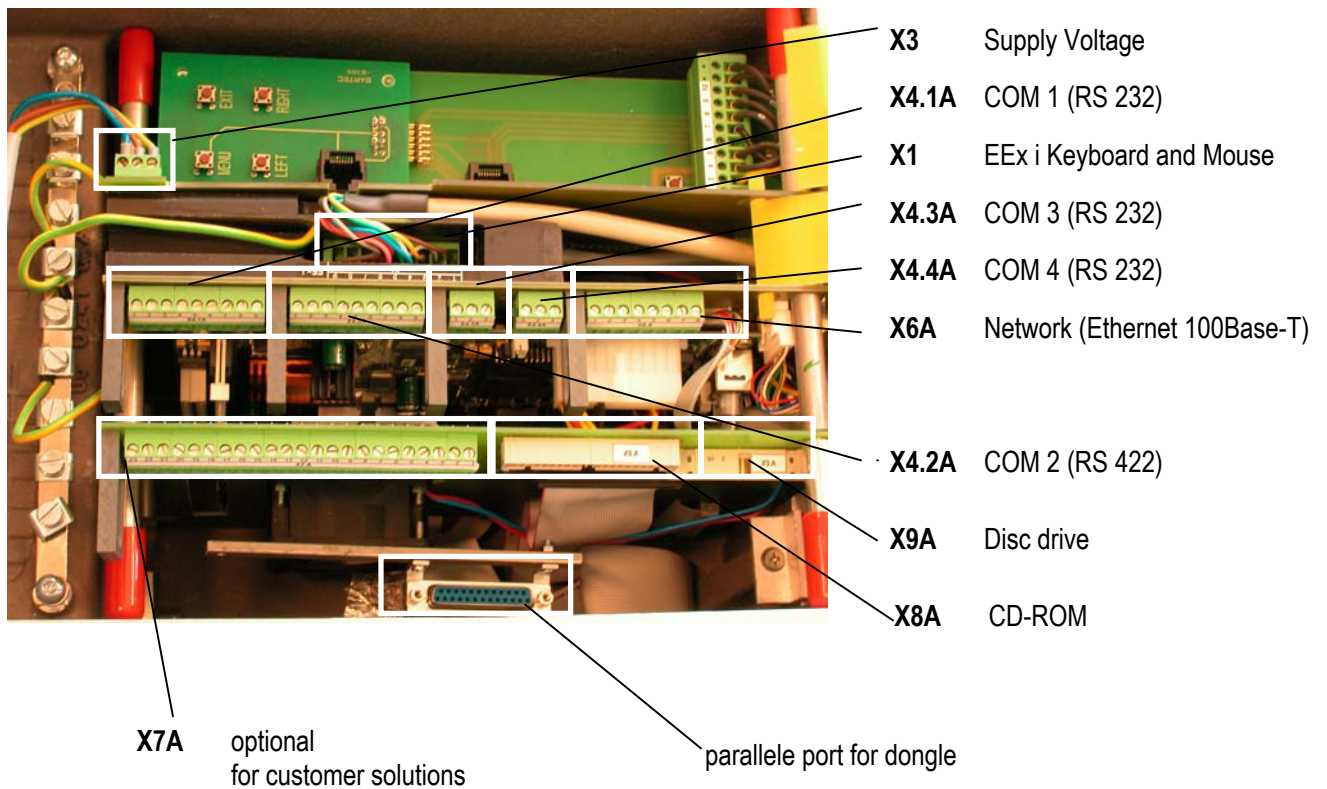 X3 Supply Voltage
X4.1A COM 1 (RS 232)
X1 EEx i Keyboard and Mouse
X4.3A COM 3 (RS 232)
X4.4A COM 4 (RS 232)
X6A Network (Ethernet 100Base-T)
X4.2A COM 2 (RS 422)
X9A Disc drive
X8A CD-ROM
X7A optional
for customer solutions
parallele port for dongle
EXIT
RIGHT
MENU
LEFT
BARTEC